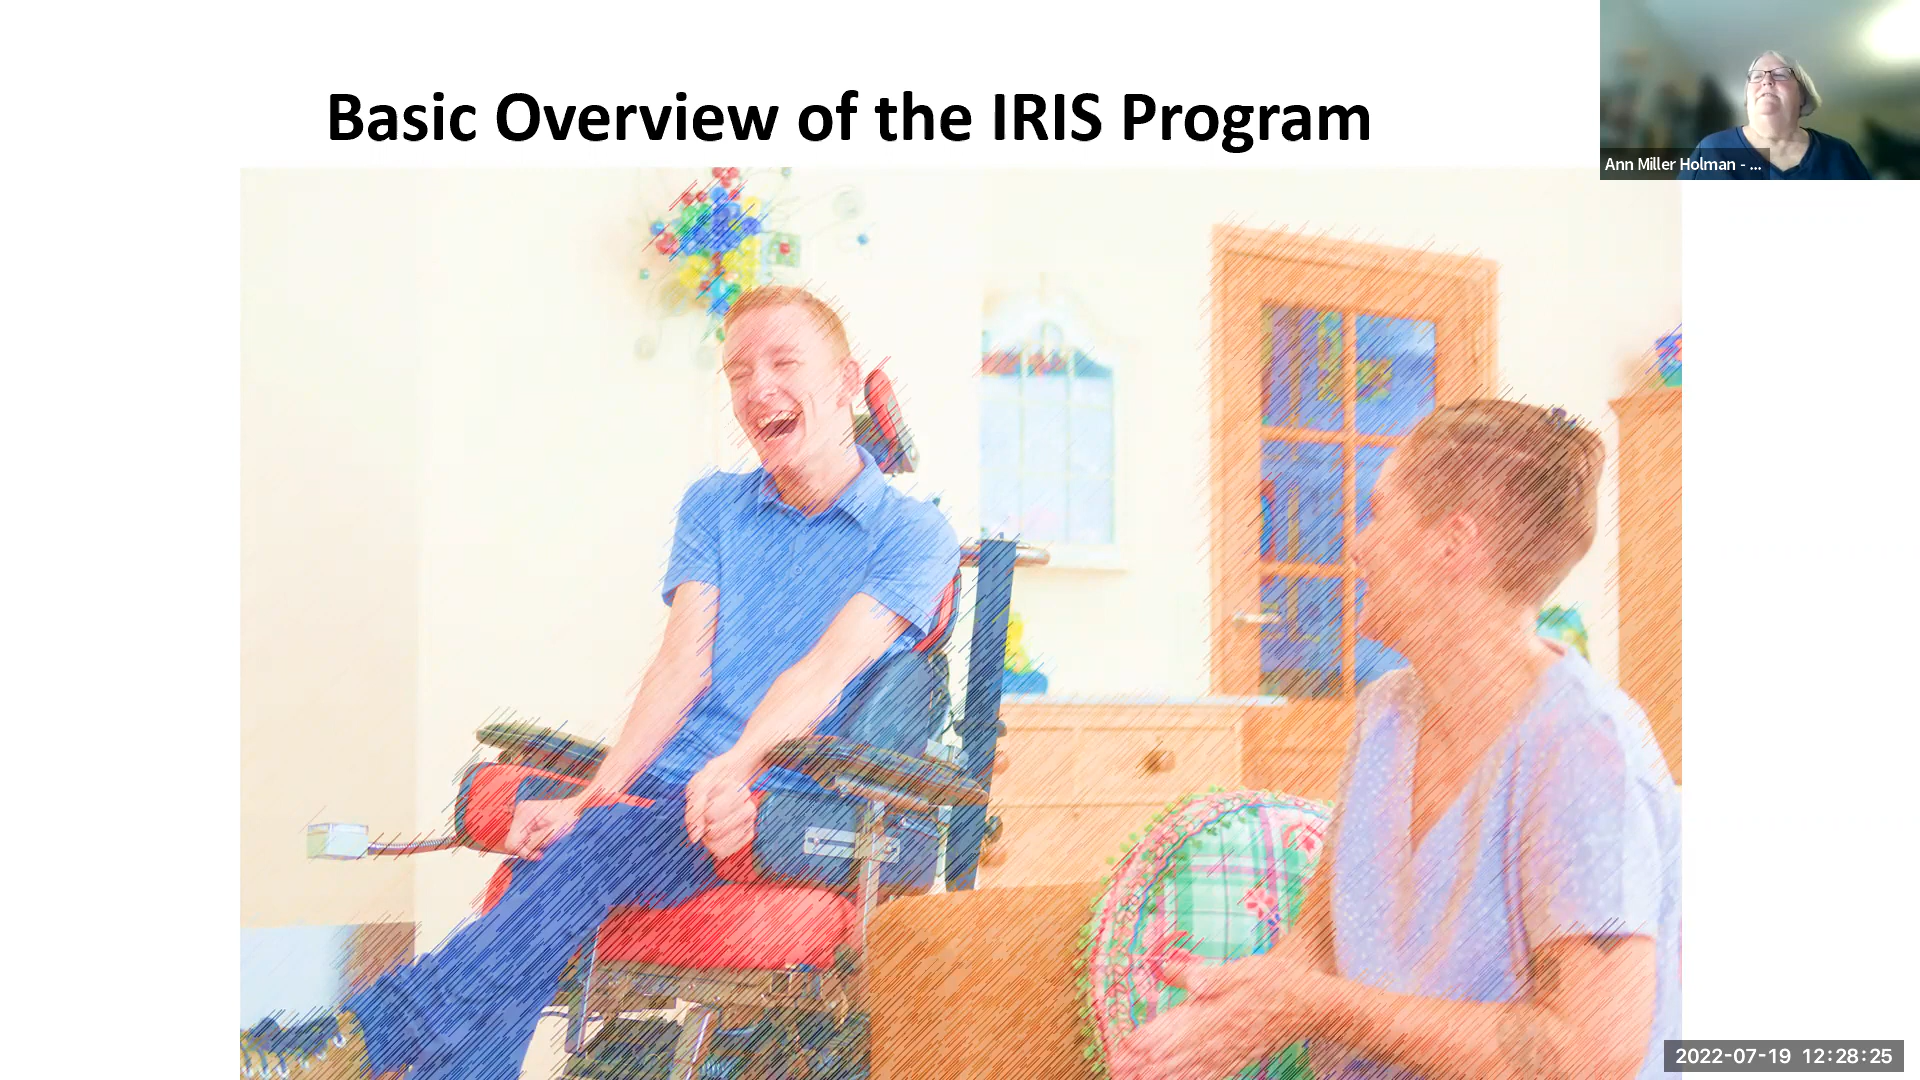 Basic Overview of the IRIS Program
Ann Miller Holman - ...
2022-07-19 12:28:25